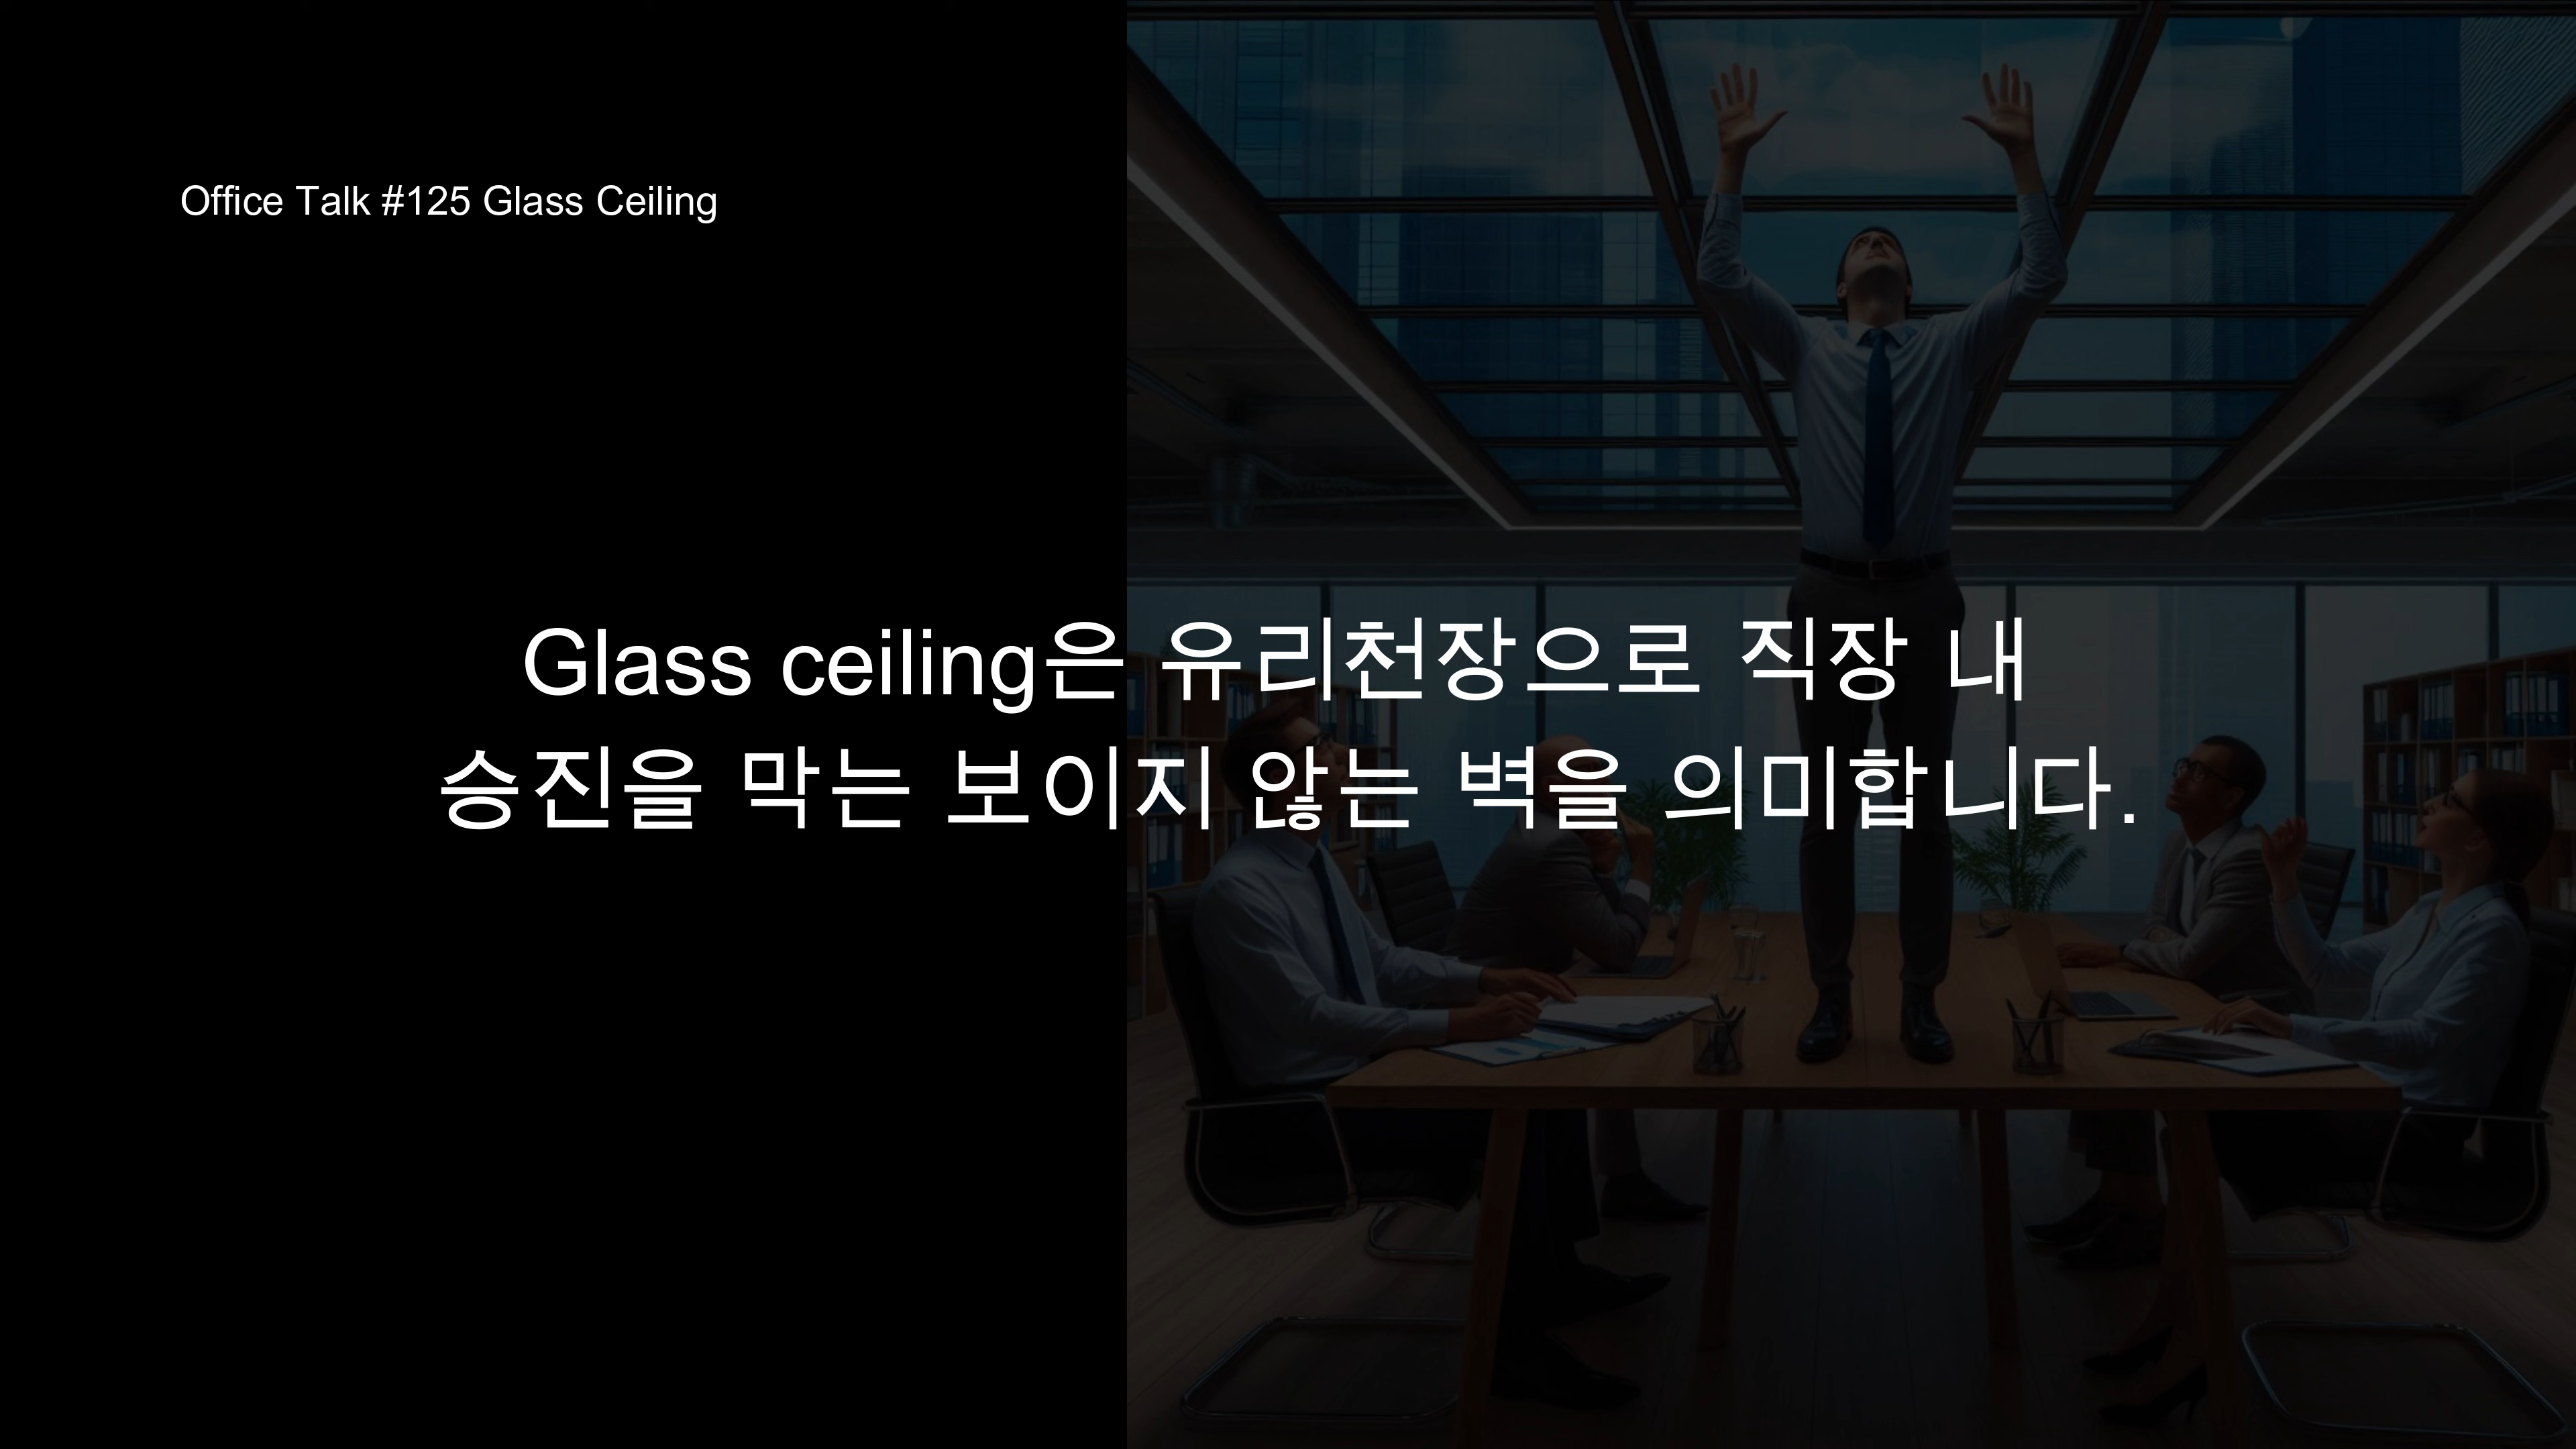 Office Talk #125 Glass Ceiling
Glass ceiling은 유리천장으로 직장 내
승진을 막는 보이지 않는 벽을 의미합니다.